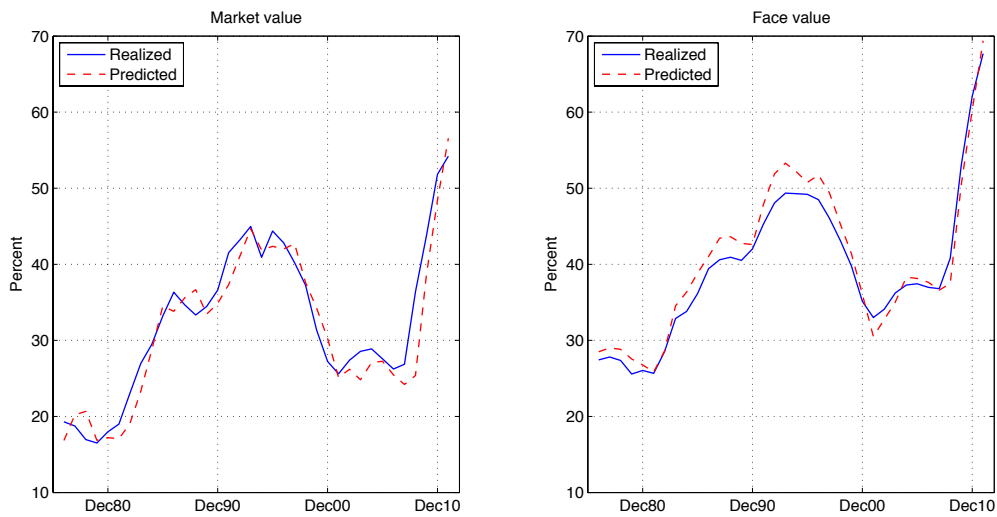 Market value
70
60
50
40
30
20
10
Percent
Realized
Predicted
Dec80
Dec90
Dec00
Dec10
Face value
70
60
50
40
30
20
10
Percent
Realized
Predicted
Dec80
Dec90
Dec00
Dec10